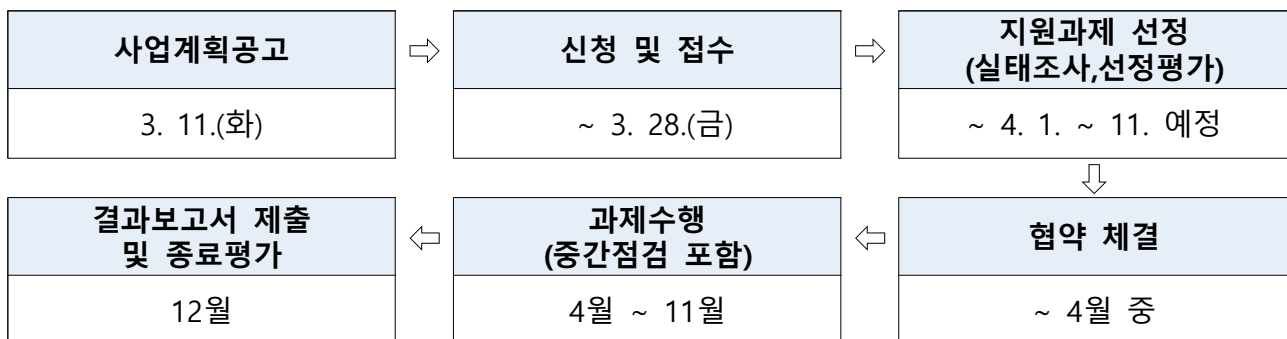 사업계획공고
3. 11.(화)
⇨
신청 및 접수
~ 3. 28.(금)
⇨
지원과제 선정
(실태조사,선정평가)
~ 4. 1. ~ 11. 예정
⇩
협약 체결
~ 4월 중
⇦
과제수행
(중간점검 포함)
4월 ~ 11월
⇦
결과보고서 제출
및 종료평가
12월